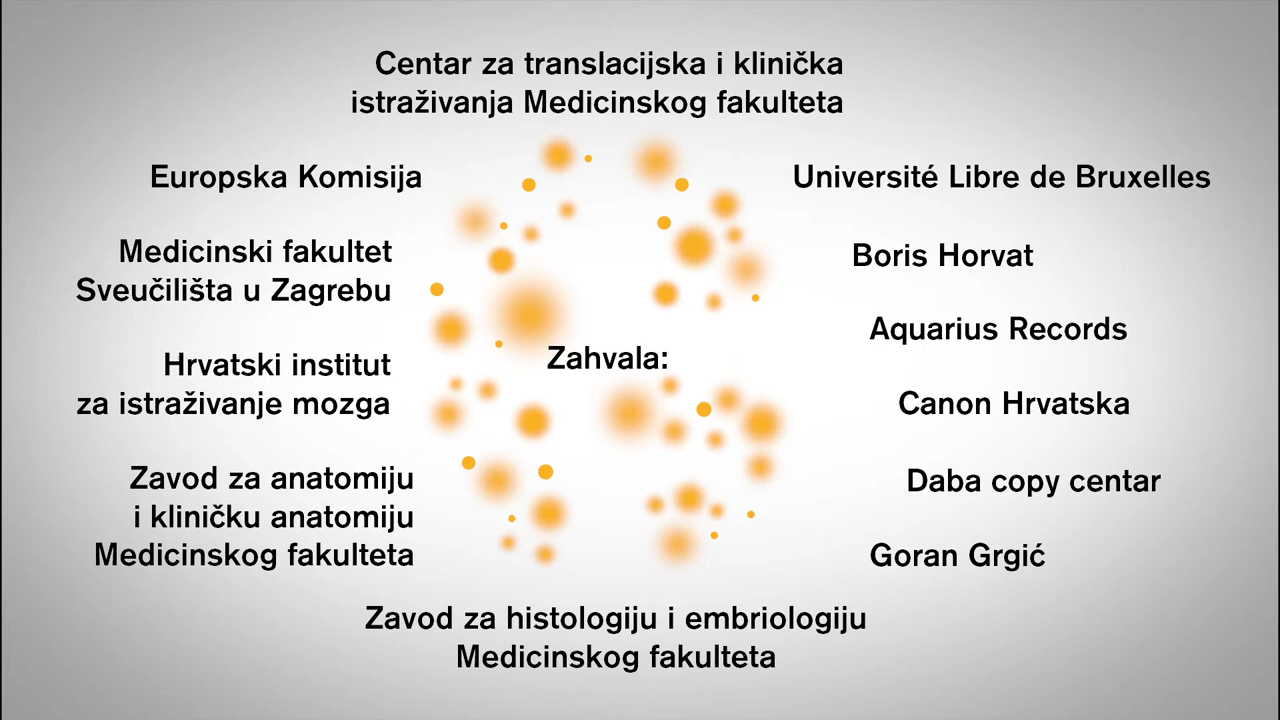 Centar za translacijska i klinička
istraživanja Medicinskog fakulteta
Europska Komisija
Medicinski fakultet
Sveučilišta u Zagrebu
Hrvatski institut
za istraživanje mozga
Zavod za anatomiju
i kliničku anatomiju
Medicinskog fakulteta
Zahvala:
Université Libre de Bruxelles
Boris Horvat
Aquarius Records
Canon Hrvatska
Daba copy centar
Goran Grgić
Zavod za histologiju i embriologiju
Medicinskog fakulteta